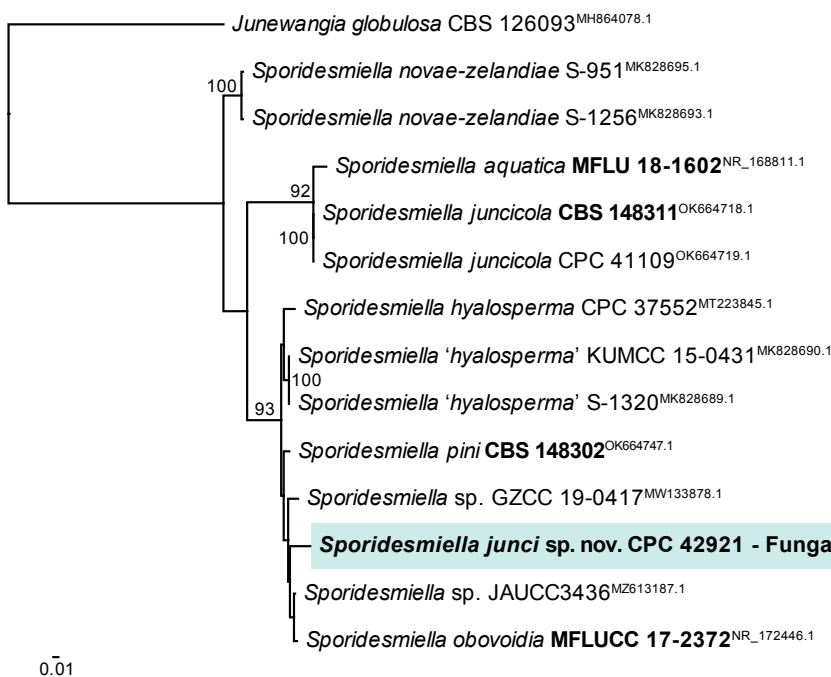 Junewangia globulosa CBS 126093MH864078.1
Sporidesmiella novae-zelandiae S-951MK828695.1
100
Sporidesmiella novae-zelandiae S-1256MK828693.1
Sporidesmiella aquatica MFLU 18-1602NR_168811.1
92
Sporidesmiella juncicola CBS 148311OK664718.1
100
Sporidesmiella juncicola CPC 41109OK664719.1
Sporidesmiella hyalosperma CPC 37552MT223845.1
Sporidesmiella ‘hyalosperma’ KUMCC 15-0431MK828690.1
100
Sporidesmiella ‘hyalosperma’ S-1320MK828689.1
93
Sporidesmiella pini CBS 148302OK664747.1
Sporidesmiella sp. GZCC 19-0417MW133878.1
Sporidesmiella junci sp. nov. CPC 42921 - Funga
Sporidesmiella sp. JAUCC3436MZ613187.1
Sporidesmiella obovoidia MFLUCC 17-2372NR_172446.1
0.01